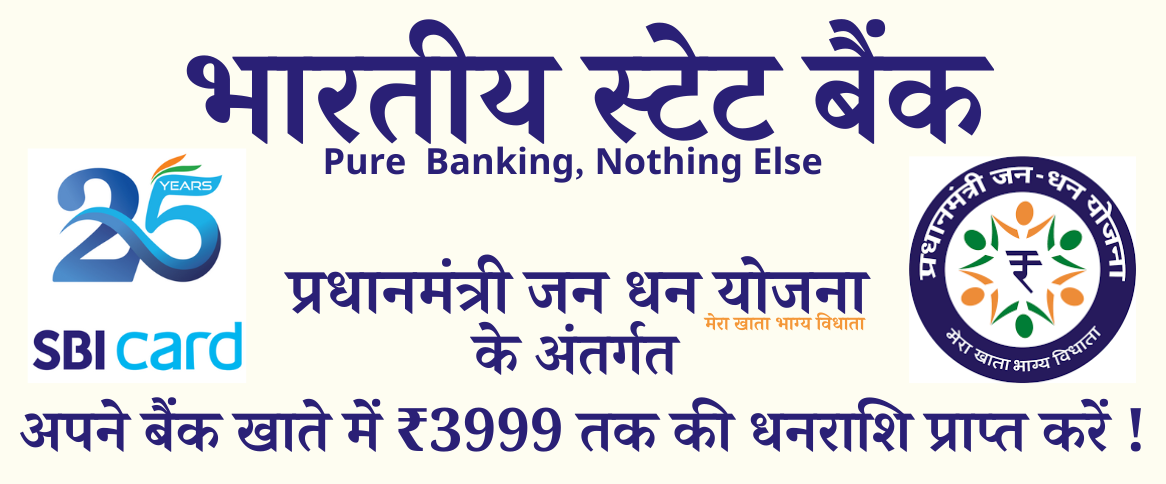 भारतीय स्टेट बैंक
Pure Banking, Nothing Else
25 YEARS
SBI card
प्रधानमंत्री जन धन योजना
मेरा खाता भाग्य विधाता
के अंतर्गत
प्रधानमंत्री जन-धन योजना
₹
मेरा खाता भाग्य विधाता
अपने बैंक खाते में ₹3999 तक की धनराशि प्राप्त करें !